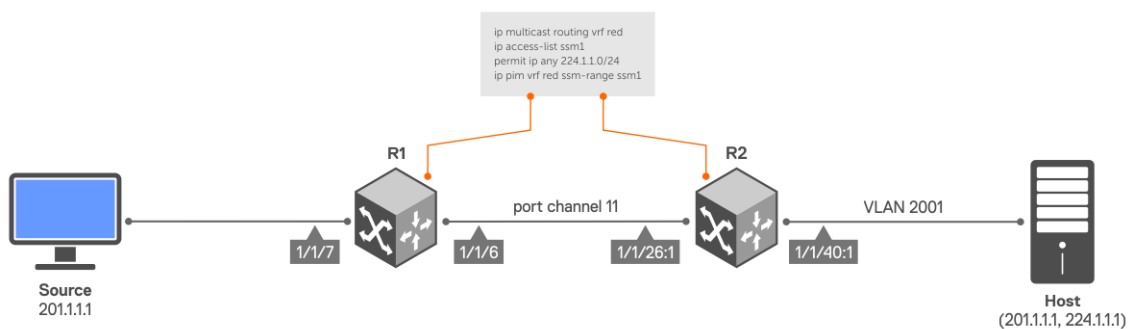 ip multicast routing vrf red
ip access-list ssm1
permit ip any 224.1.1.0/24
ip pim vrf red ssm-range ssm1
R1
R2
port channel 11
VLAN 2001
1/1/7
1/1/6
1/1/26:1
1/1/40:1
Source
201.1.1.1
Host
(201.1.1.1, 224.1.1.1)